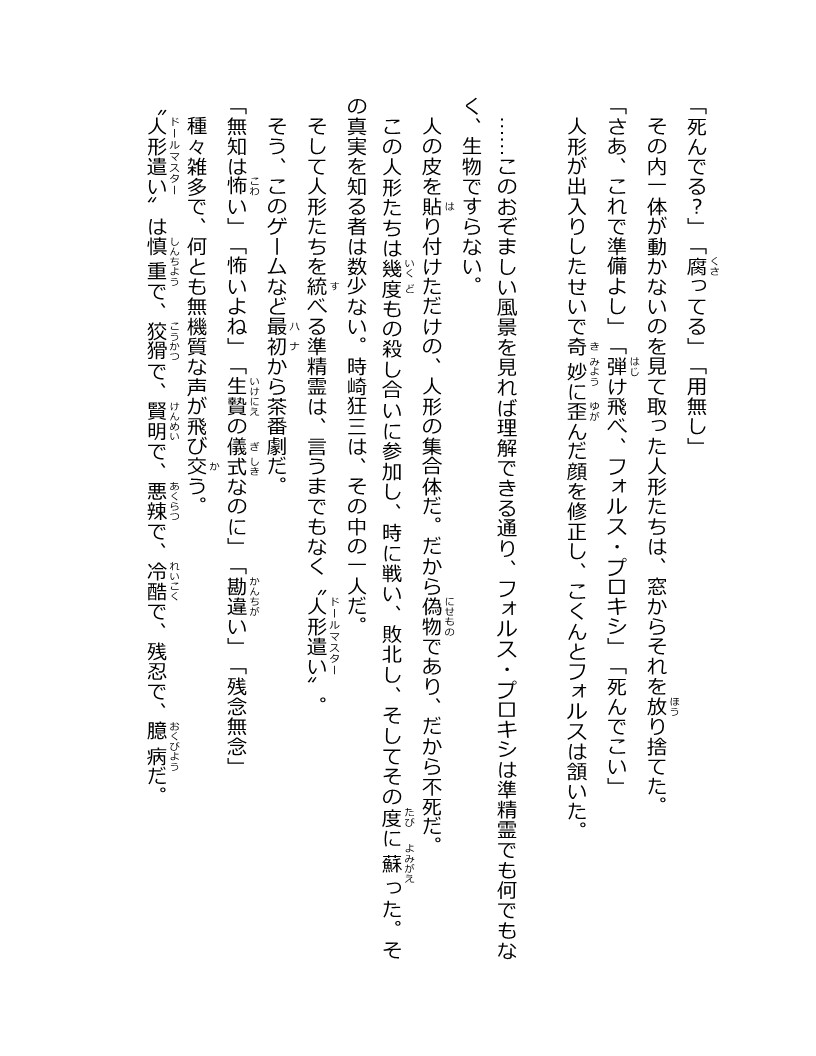 「死んでる？」「腐ってる」「用無し」
その内一体が動かないのを見て取った人形たちは、窓からそれを放り捨てた。
「さあ、これで準備よし」「弾け飛べ、フォルス・プロキシ」「死んでこい」
人形が出入りしたせいで奇妙に歪んだ顔を修正し、こくんとフォルスは頷いた。
……このおぞましい風景を見れば理解できる通り、フォルス・プロキシは準精霊でも何でもな
く、生物ですらない。
人の皮を貼り付けただけの、人形の集合体だ。だから偽物であり、だから不死だ。
この人形たちは幾度もの殺し合いに参加し、時に戦い、敗北し、そしてその度に蘇った。そ
の真実を知る者は数少ない。時崎狂三は、その中の一人だ。
そして人形たちを統べる準精霊は、言うまでもなく〝人形遣い〟。
そう、このゲームなど最初から茶番劇だ。
「無知は怖い」「怖いよね」「生贄の儀式なのに」「勘違い」「残念無念」
種々雑多で、何とも無機質な声が飛び交う。
〝人形遣い〟は慎重で、狡猾で、賢明で、悪辣で、冷酷で、残忍で、臆病だ。